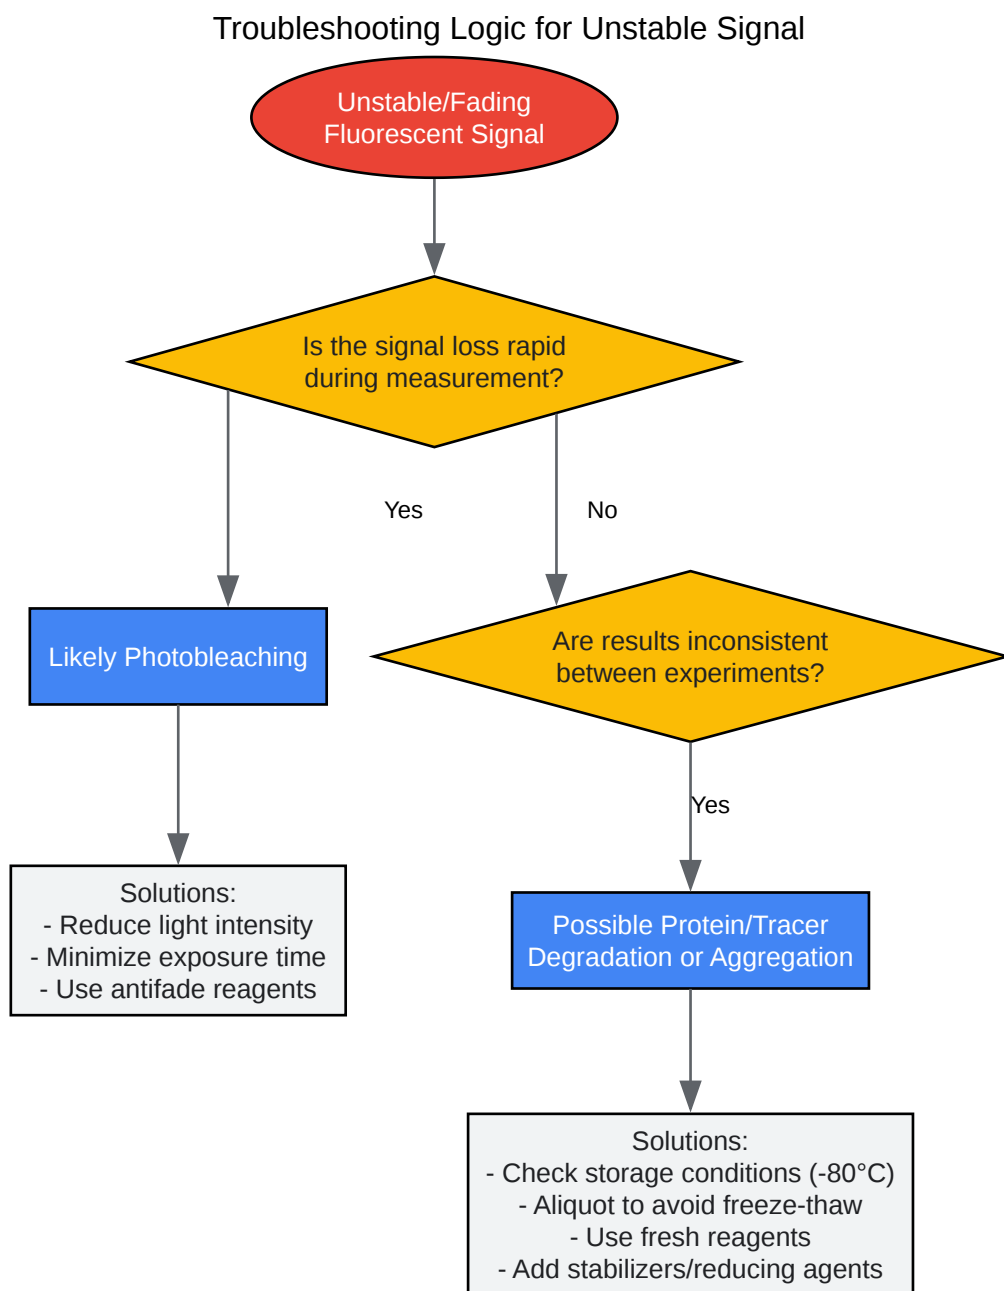 Troubleshooting Logic for Unstable Signal
Unstable/Fading
Fluorescent Signal
Is the signal loss rapid
during measurement?
Yes
No
Likely Photobleaching
Are results inconsistent
between experiments?
Yes
Solutions:
- Reduce light intensity
- Minimize exposure time
- Use antifade reagents
Possible Protein/Tracer
Degradation or Aggregation
Solutions:
- Check storage conditions (-80°C)
- Aliquot to avoid freeze-thaw
- Use fresh reagents
- Add stabilizers/reducing agents